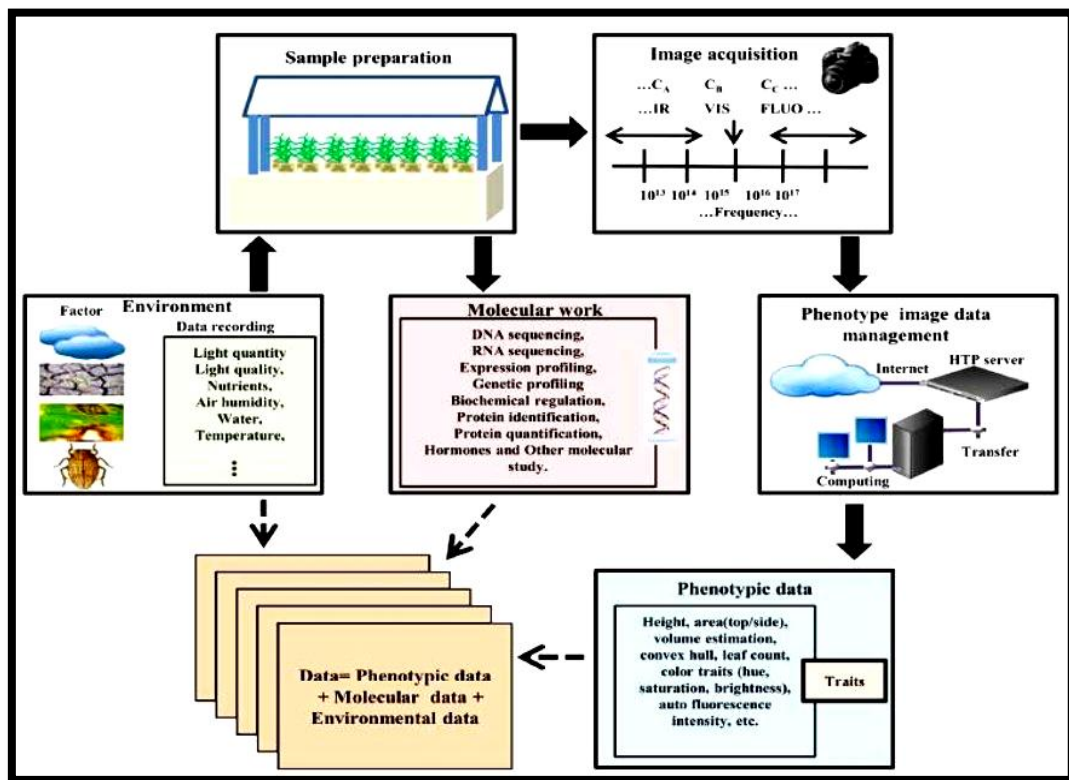 Sample preparation
Image acquisition
...C_A C_B C_C ...
...IR VIS FLUO ...
10¹³ 10¹⁴ 10¹⁵ 10¹⁶ 10¹⁷
...Frequency...
Environment
Factor
Data recording
Light quantity
Light quality,
Nutrients,
Air humidity,
Water,
Temperature,
Molecular work
DNA sequencing,
RNA sequencing,
Expression profiling,
Genetic profiling
Biochemical regulation,
Protein identification,
Protein quantification,
Hormones and Other molecular
study.
Phenotype image data
management
HTP server
Internet
Transfer
Computing
Data= Phenotypic data
+ Molecular data +
Environmental data
Phenotypic data
Height, area(top/side),
volume estimation,
convex hull, leaf count,
color traits (hue,
saturation, brightness),
auto fluorescence
intensity, etc.
Traits